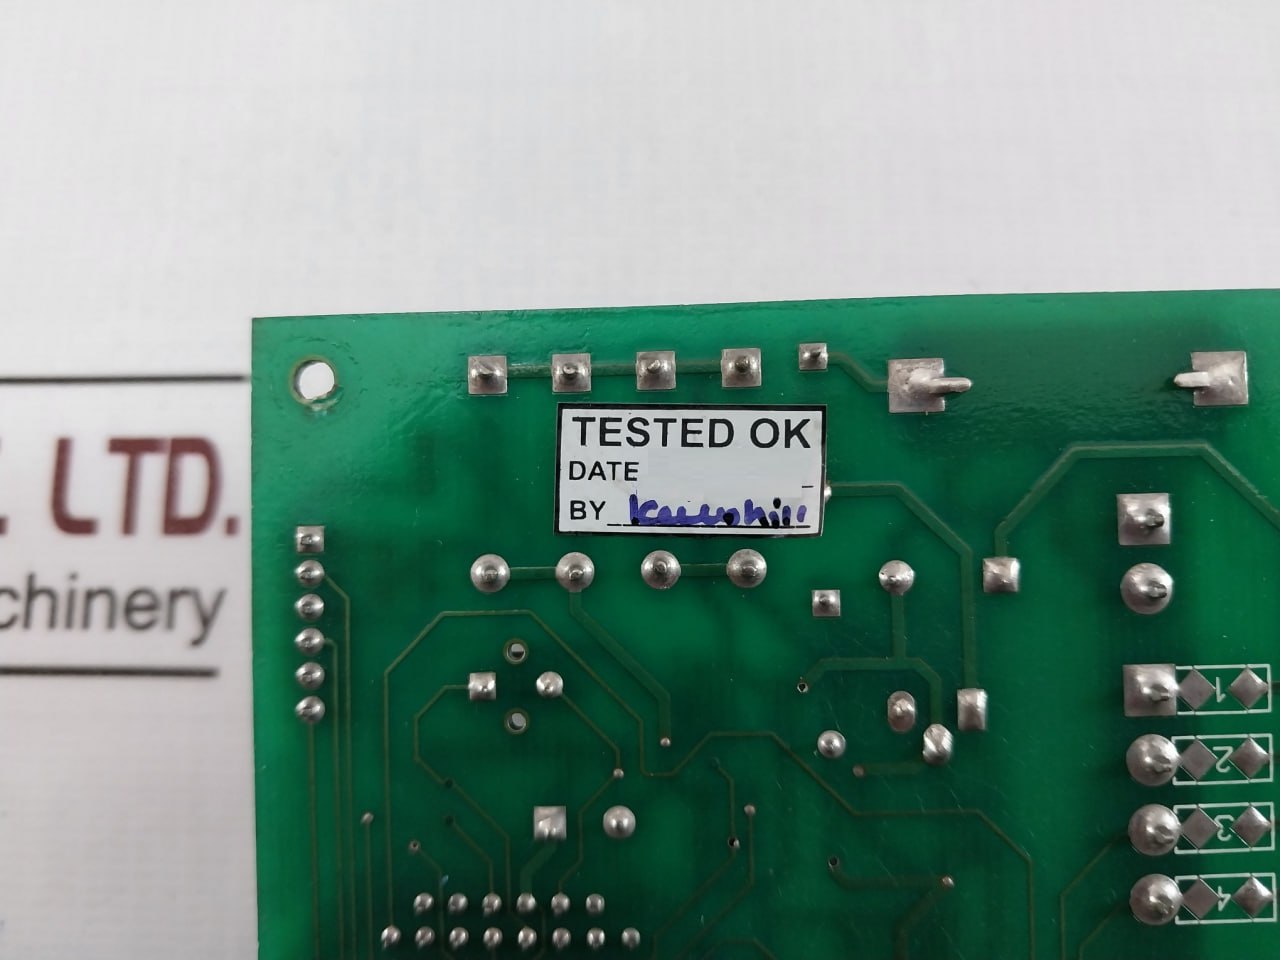 TESTED OK
DATE
BY
LTD.
chinery
1
2
3
4